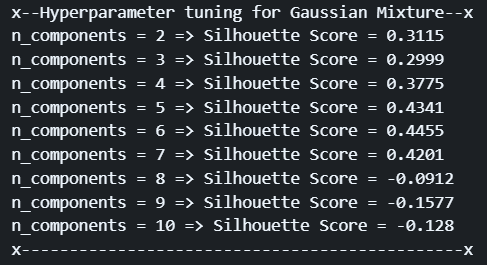 x--Hyperparameter tuning for Gaussian Mixture--x
n_components = 2 => Silhouette Score = 0.3115
n_components = 3 => Silhouette Score = 0.2999
n_components = 4 => Silhouette Score = 0.3775
n_components = 5 => Silhouette Score = 0.4341
n_components = 6 => Silhouette Score = 0.4455
n_components = 7 => Silhouette Score = 0.4201
n_components = 8 => Silhouette Score = -0.0912
n_components = 9 => Silhouette Score = -0.1577
n_components = 10 => Silhouette Score = -0.128
x----------------------------------------------x